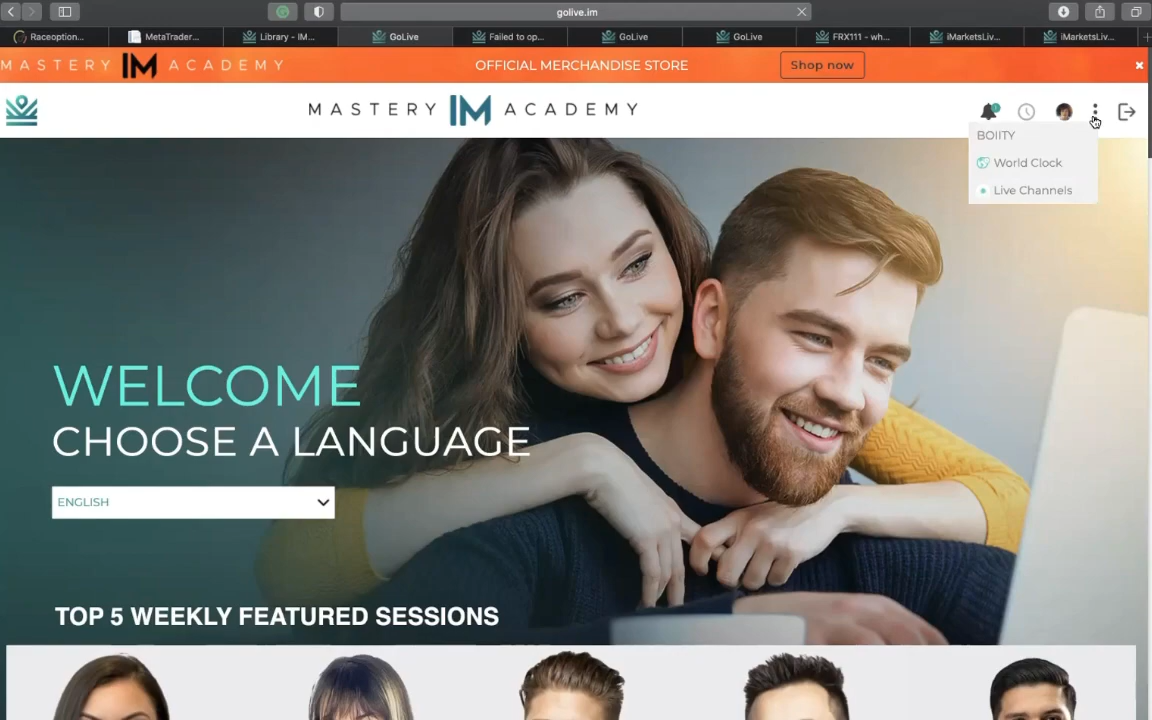 golive.im
Raceoption...
MetaTrader...
Library - IM...
GoLive
Failed to op...
GoLive
GoLive
FRX111 - wh...
iMarketsLiv...
iMarketsLiv...
MASTERY IM ACADEMY
OFFICIAL MERCHANDISE STORE
Shop now
MASTERY IM ACADEMY
1
BOIITY
World Clock
Live Channels
WELCOME
CHOOSE A LANGUAGE
ENGLISH
TOP 5 WEEKLY FEATURED SESSIONS